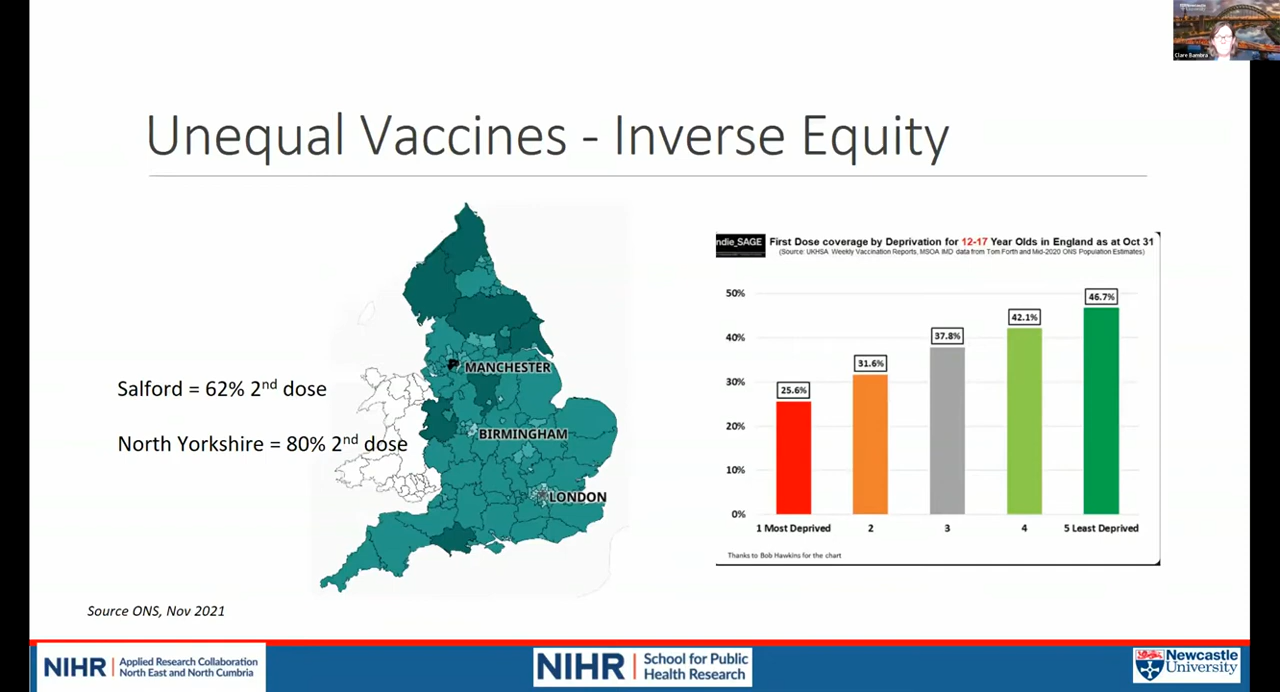 Clare Bambra
Unequal Vaccines - Inverse Equity
Salford = 62% 2nd dose
North Yorkshire = 80% 2nd dose
MANCHESTER
BIRMINGHAM
LONDON
ndie_SAGE
First Dose coverage by Deprivation for 12-17 Year Olds in England as at Oct 31
(Source: UKHSA Weekly Vaccination Reports, MSOA IMD data from Tom Forth and Mid-2020 ONS Population Estimates)
50%
40%
30%
20%
10%
0%
25.6%
31.6%
37.8%
42.1%
46.7%
1 Most Deprived
2
3
4
5 Least Deprived
Thanks to Bob Hawkins for the chart
Source ONS, Nov 2021
NIHR
Applied Research Collaboration
North East and North Cumbria
NIHR
School for Public
Health Research
Newcastle
University